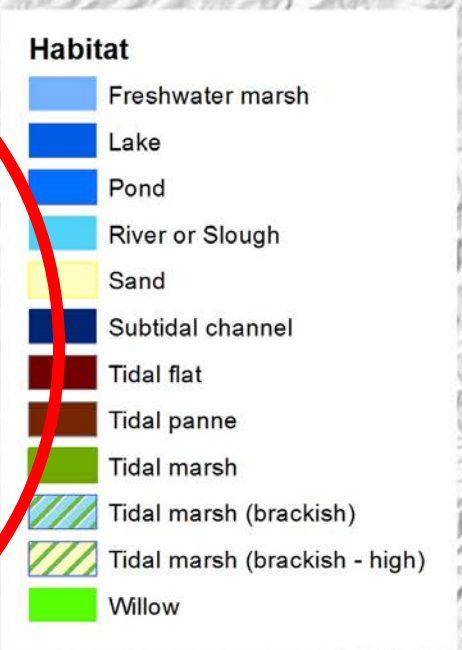 Habitat
Freshwater marsh
Lake
Pond
River or Slough
Sand
Subtidal channel
Tidal flat
Tidal panne
Tidal marsh
Tidal marsh (brackish)
Tidal marsh (brackish - high)
Willow